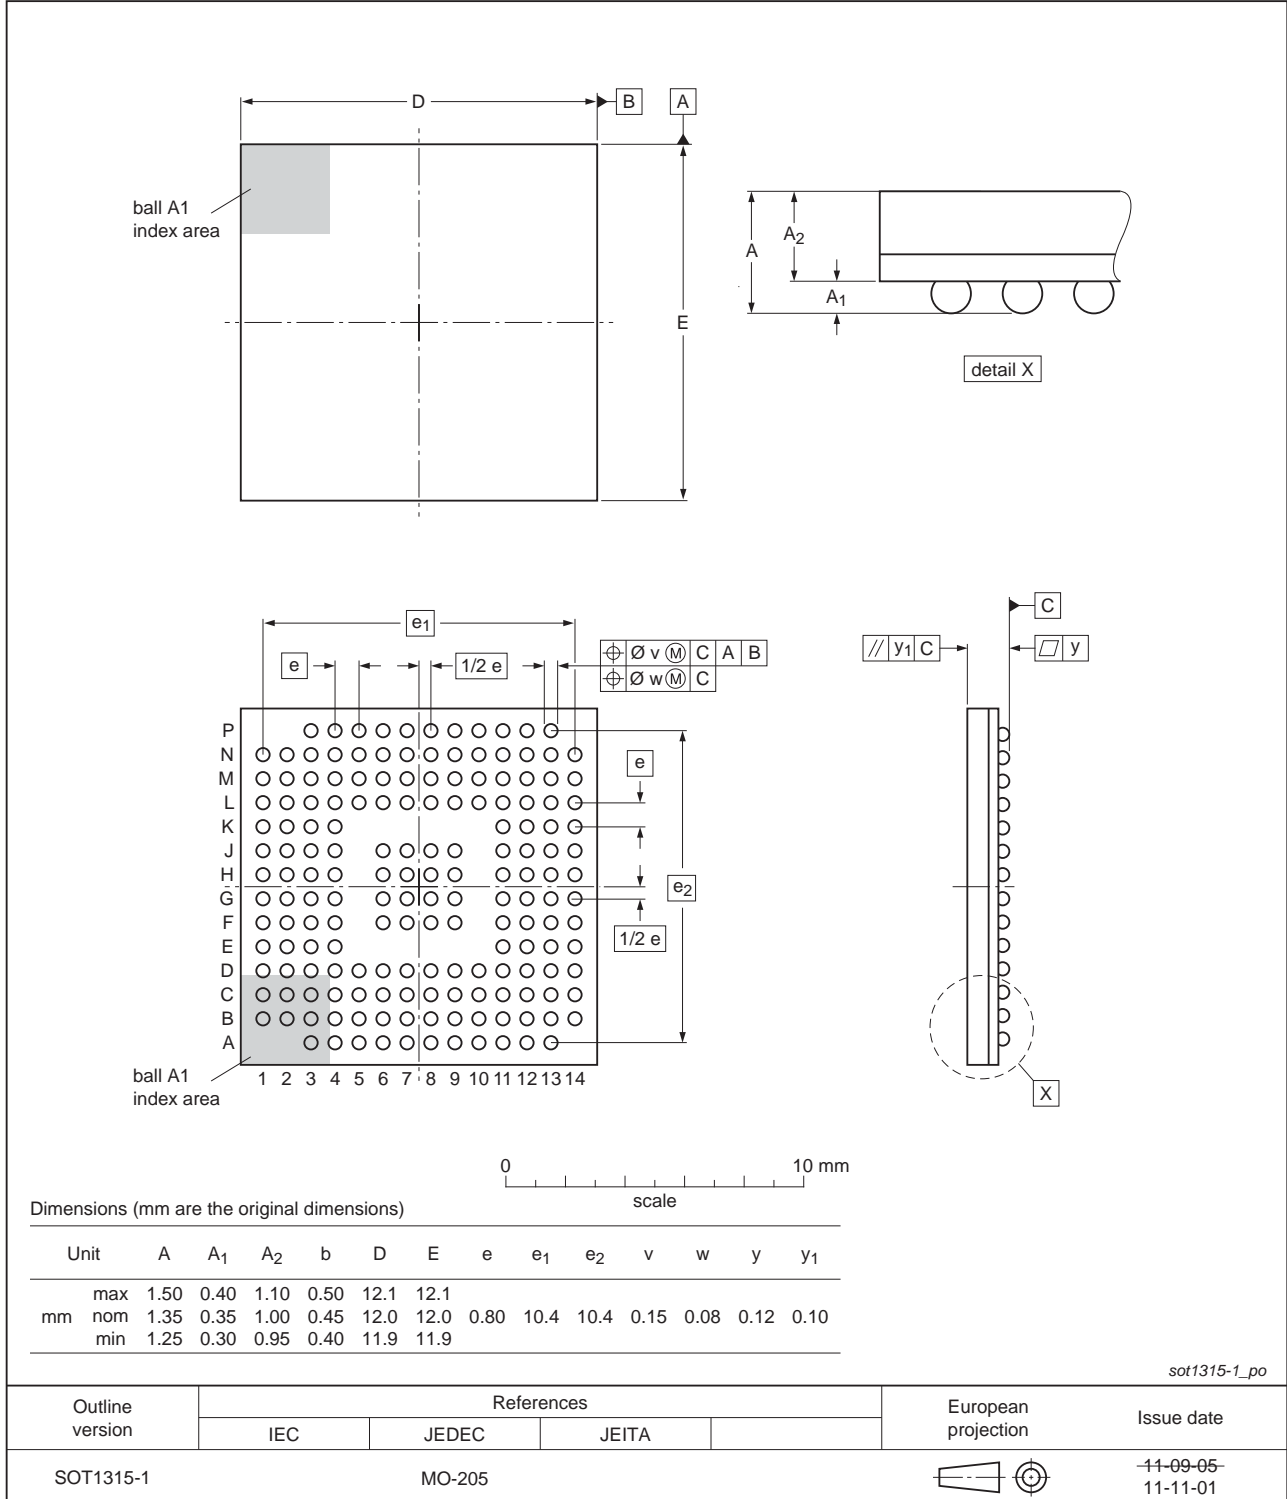 D B A
ball A1
index area
E
A A2
A1
detail X
C
e1
e 1/2 e
Ø v Ⓜ C A B
Ø w Ⓜ C
// y1 C
y
P
N
M
L
K
J
H
G
F
E
D
C
B
A
e
e2
1/2 e
ball A1
index area
1 2 3 4 5 6 7 8 9 10 11 12 13 14
X
0 10 mm
scale
Dimensions (mm are the original dimensions)
Unit A A1 A2 b D E e e1 e2 v w y y1
max 1.50 0.40 1.10 0.50 12.1 12.1
mm nom 1.35 0.35 1.00 0.45 12.0 12.0 0.80 10.4 10.4 0.15 0.08 0.12 0.10
min 1.25 0.30 0.95 0.40 11.9 11.9
sot1315-1_po
Outline
version
References
IEC JEDEC JEITA
European
projection
Issue date
SOT1315-1 MO-205
11-09-05
11-11-01